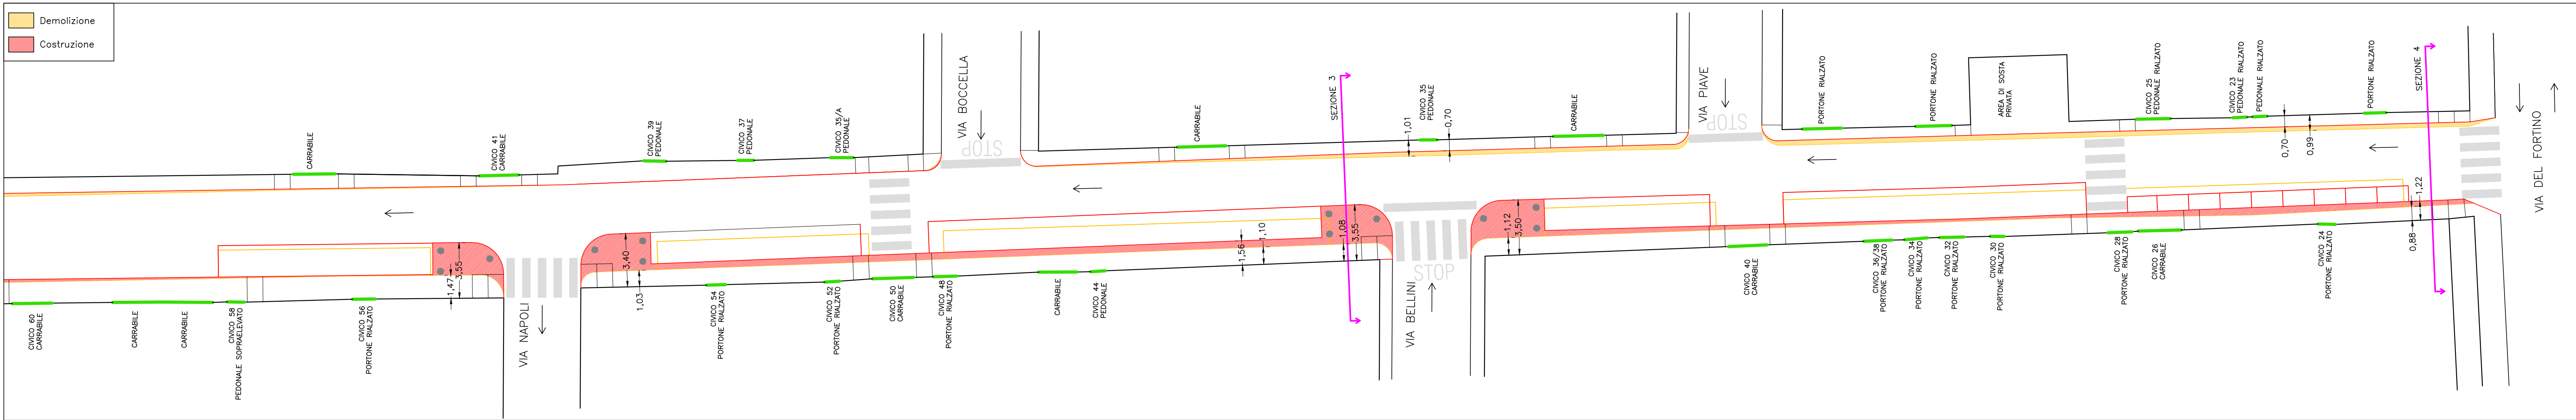 Demolizione
Costruzione
CARRABILE
CIVICO 41
CARRABILE
CIVICO 39
PEDONALE
CIVICO 37
PEDONALE
CIVICO 35/A
PEDONALE
VIA BOCCELLA
STOP
CARRABILE
SEZIONE 3
1,01
CIVICO 35
PEDONALE
0,70
CARRABILE
VIA PIAVE
STOP
PORTONE RIALZATO
PORTONE RIALZATO
AREA DI SOSTA
PRIVATA
CIVICO 25
PEDONALE RIALZATO
CIVICO 23
PEDONALE RIALZATO
PEDONALE RIALZATO
0,70
0,99
PORTONE RIALZATO
SEZIONE 4
VIA DEL FORTINO
CIVICO 60
CARRABILE
CARRABILE
CARRABILE
CIVICO 58
PEDONALE SOPRAELEVATO
CIVICO 56
PORTONE RIALZATO
1,47
3,55
VIA NAPOLI
3,40
1,03
CIVICO 54
PORTONE RIALZATO
CIVICO 52
PORTONE RIALZATO
CIVICO 50
CARRABILE
CIVICO 48
PORTONE RIALZATO
CARRABILE
CIVICO 44
PEDONALE
1,56
1,10
1,08
3,55
VIA BELLINI
STOP
1,12
3,50
CIVICO 40
CARRABILE
CIVICO 36/38
PORTONE RIALZATO
CIVICO 34
PORTONE RIALZATO
CIVICO 32
PORTONE RIALZATO
CIVICO 30
PORTONE RIALZATO
CIVICO 28
PORTONE RIALZATO
CIVICO 26
CARRABILE
CIVICO 24
PORTONE RIALZATO
0,88
1,22